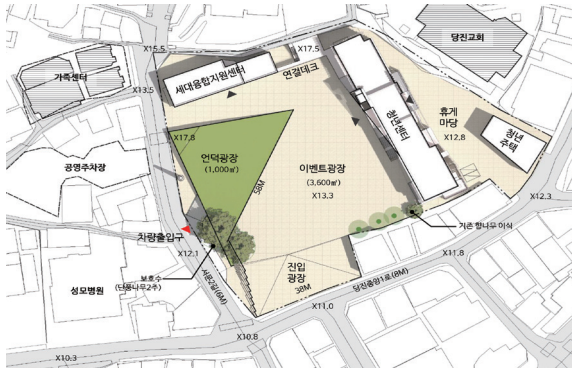 X15.5
X17.5
당진교회
가족센터
세대융합지원센터
연결데크
X13.5
휴게
마당
청년센터
X17.8
X12.8
청년
주택
언덕광장
(1,000㎡)
이벤트광장
(3,600㎡)
X13.3
58M
공영주차장
X12.3
차량출입구
기존 향나무 이식
X12.1
X11.8
보호수
(단풍나무2주)
진입
광장
38M
성모병원
서문2길(6M)
당진중앙1로(8M)
X11.0
X10.8
X10.3